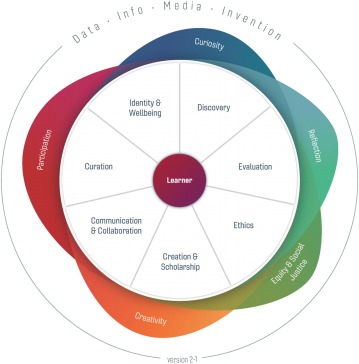 Data · Info · Media · Invention
Curiosity
Reflection
Equity & Social
Justice
Creativity
Participation
Identity &
Wellbeing
Discovery
Curation
Learner
Evaluation
Communication
& Collaboration
Ethics
Creation &
Scholarship
version 2-1